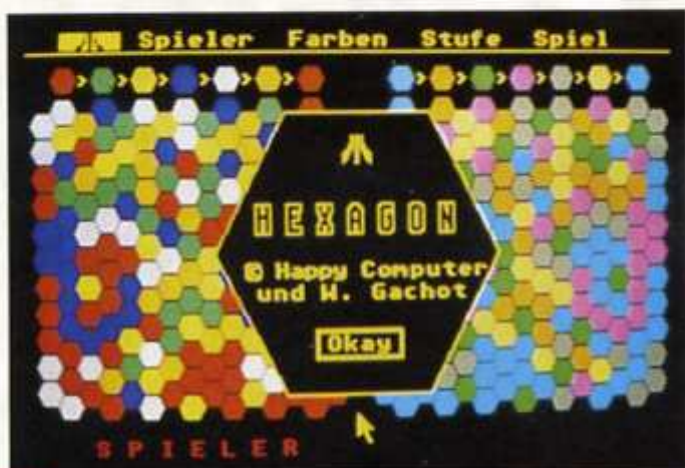 Spieler Farben Stufe Spiel
HEXAGON
© Happy Computer
und W. Gachot
Okay
SPIELER